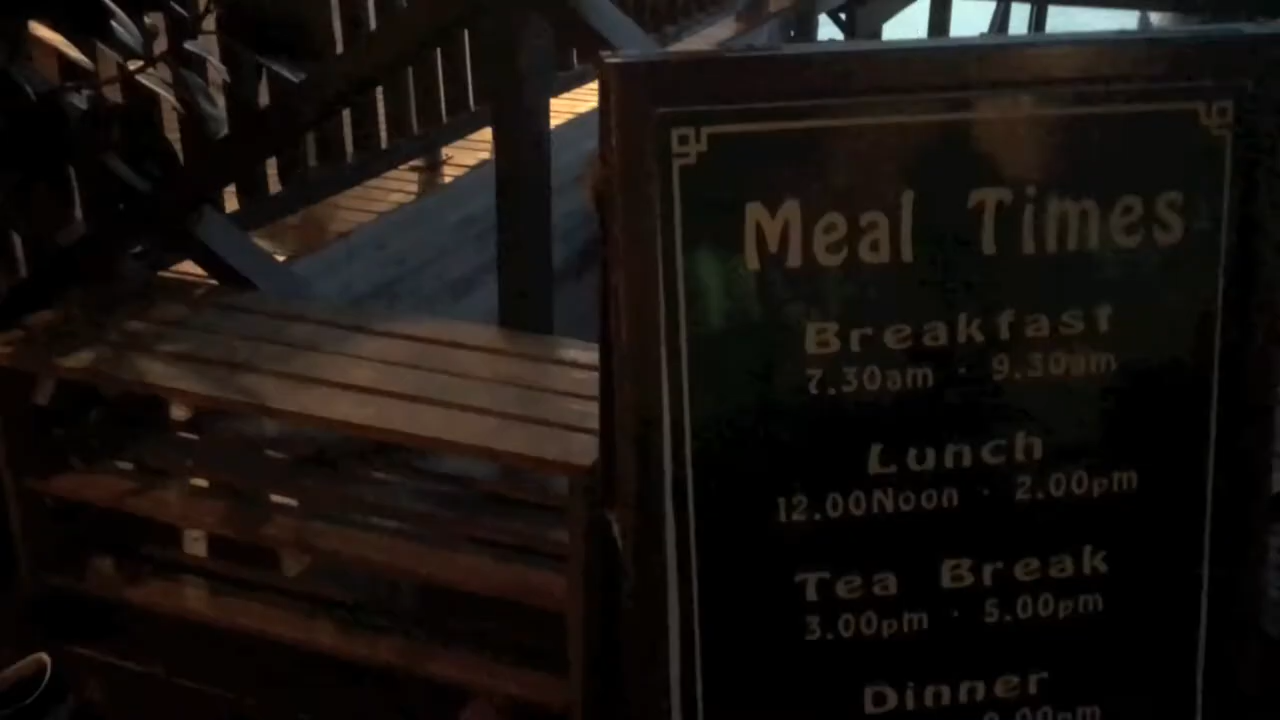 Meal Times
Breakfast
7.30am · 9.30am
Lunch
12.00Noon · 2.00pm
Tea Break
3.00pm · 5.00pm
Dinner